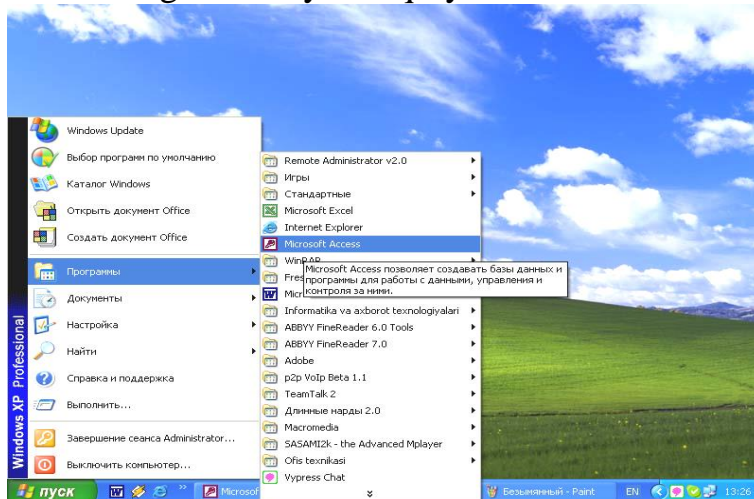 Windows Update
Выбор программ по умолчанию
Каталог Windows
Открыть документ Office
Создать документ Office
Программы
Документы
Настройка
Найти
Справка и поддержка
Выполнить...
Завершение сеанса Administrator...
Выключить компьютер...
Windows XP Professional
Remote Administrator v2.0
Игры
Стандартные
Microsoft Excel
Internet Explorer
Microsoft Access
WinRAR
Microsoft Access позволяет создавать базы данных и
программы для работы с данными, управления и
контроля за ними.
Informatika va axborot texnologiyalari
ABBYY FineReader 6.0 Tools
ABBYY FineReader 7.0
Adobe
p2p VoIp Beta 1.1
TeamTalk 2
Длинные нарды 2.0
Macromedia
SASAMI2k - the Advanced Mplayer
Ofis texnikasi
Vypress Chat
пуск
Безымянный - Paint
EN
13:26